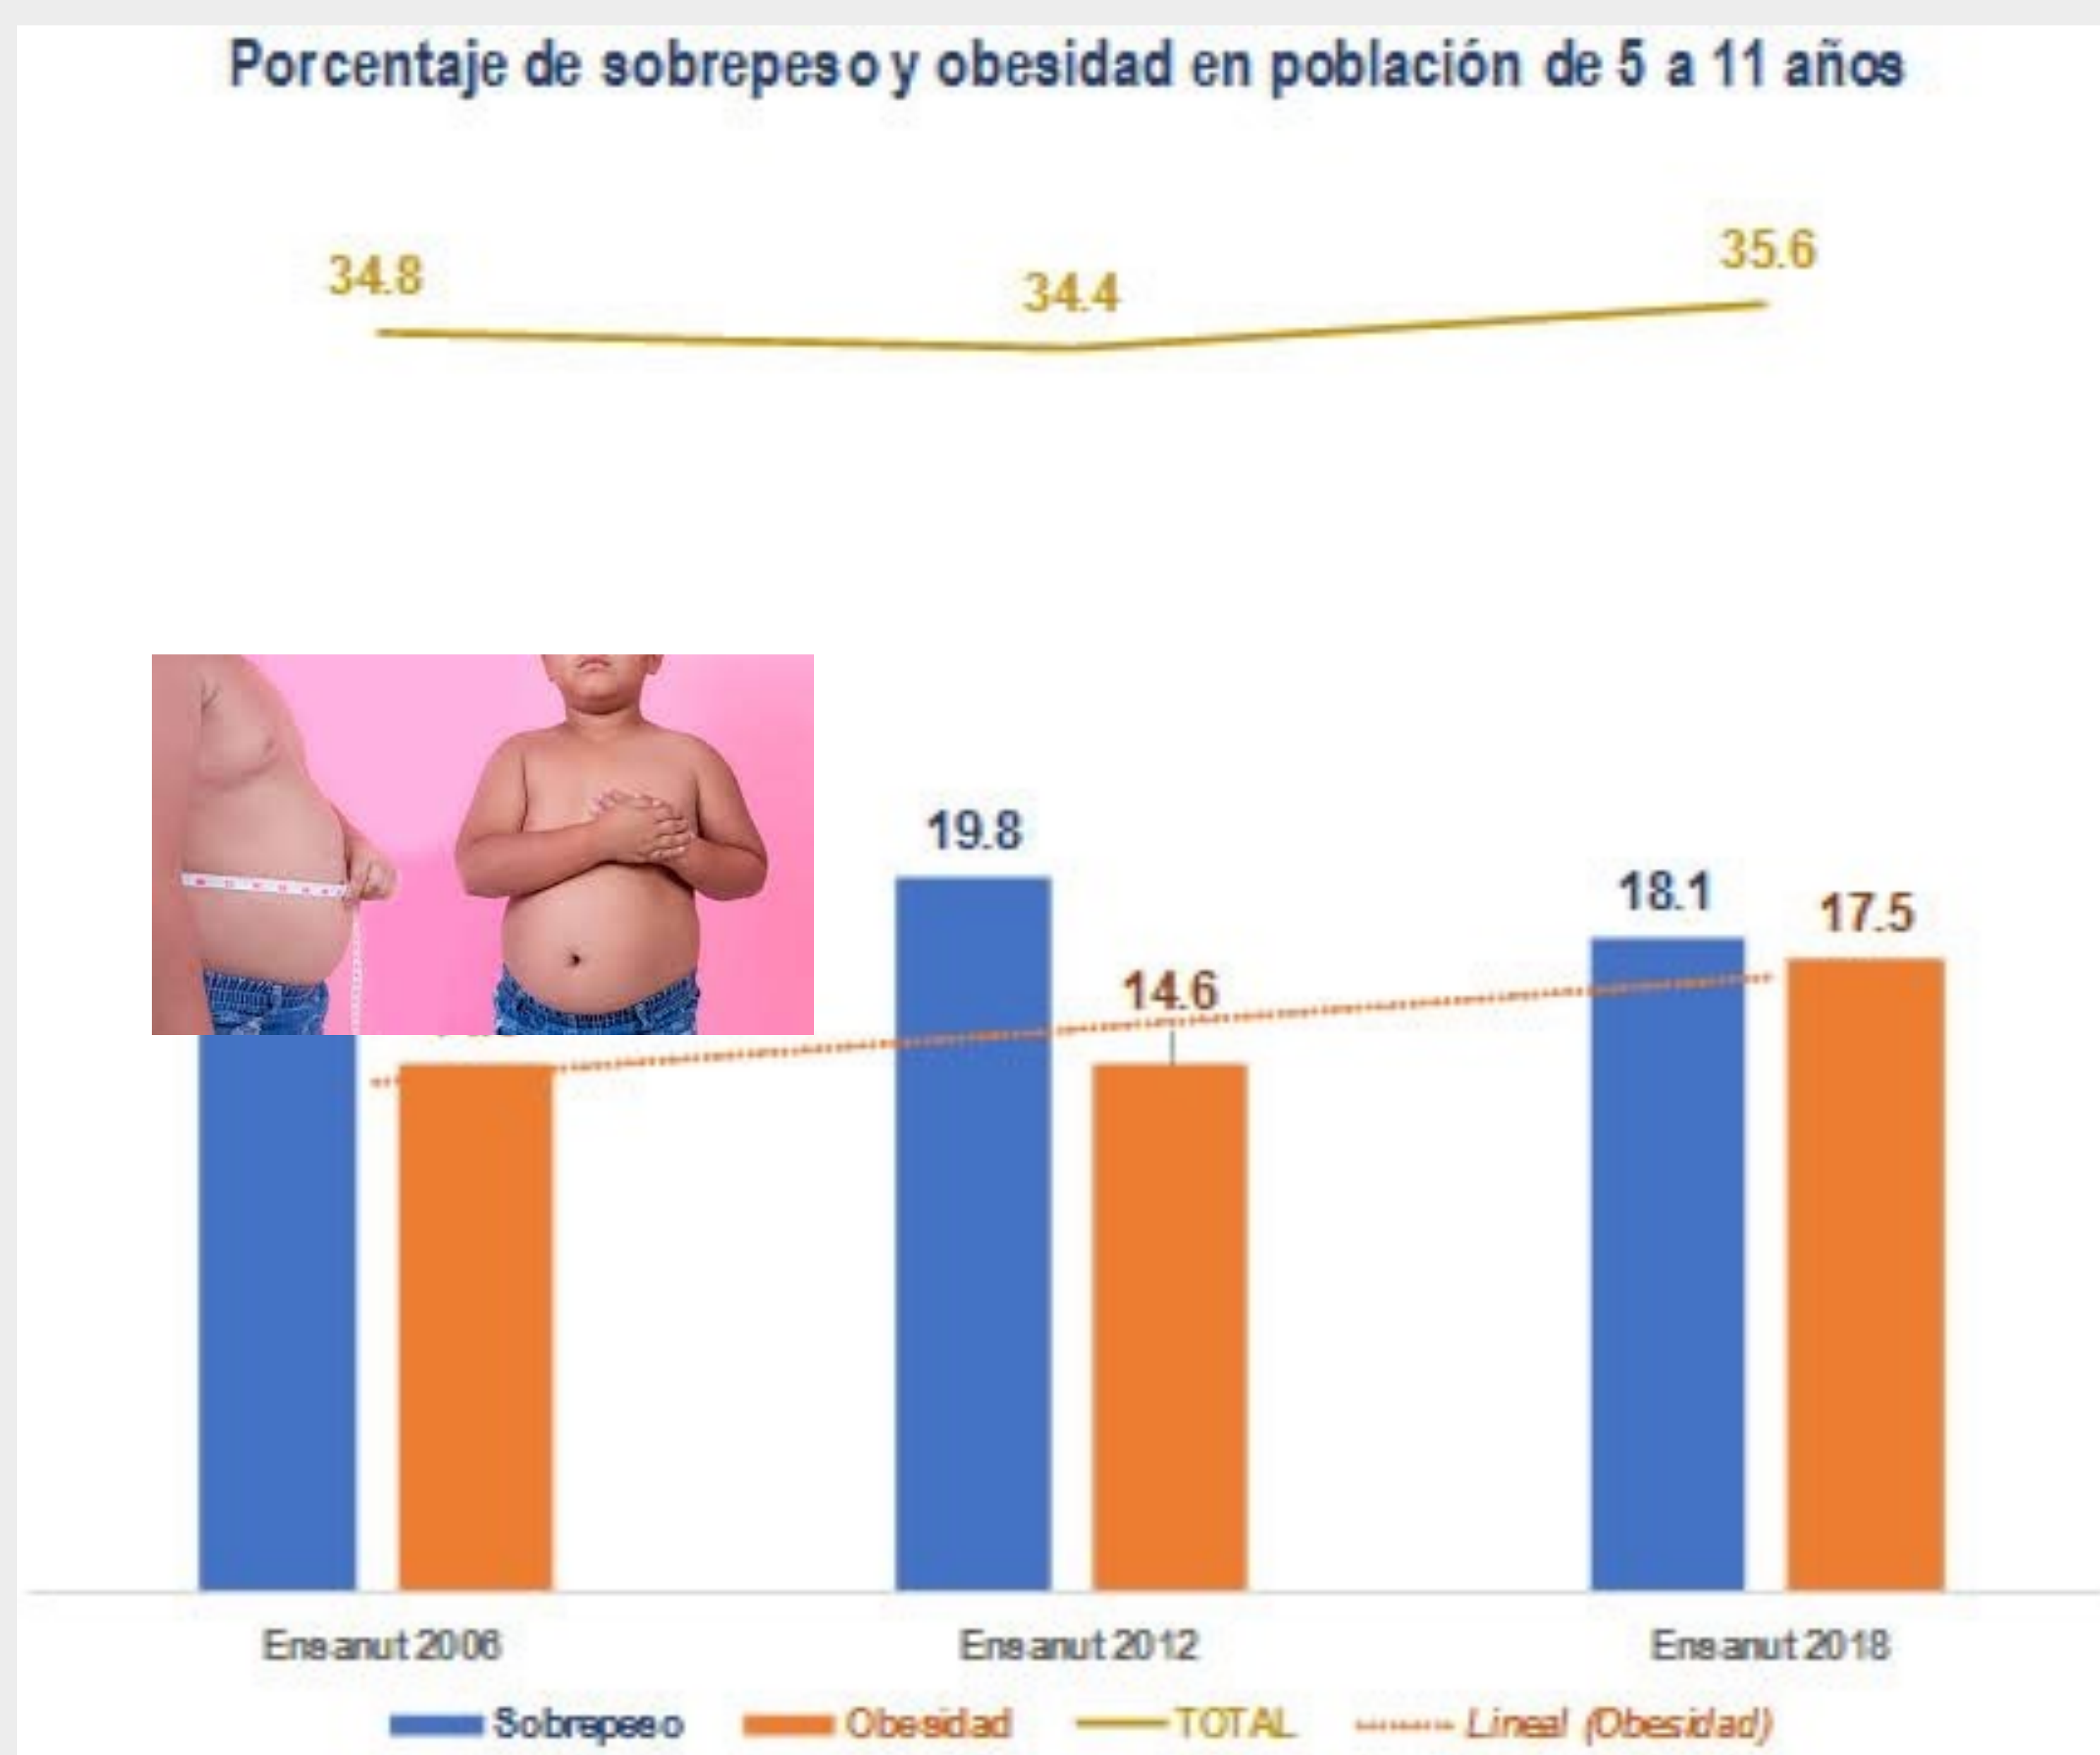 Porcentaje de sobrepeso y obesidad en población de 5 a 11 años
34.8
34.4
35.6
19.8
14.6
18.1
17.5
Ensanut 2006
Ensanut 2012
Ensanut 2018
Sobrepeso
Obesidad
TOTAL
Lineal (Obesidad)